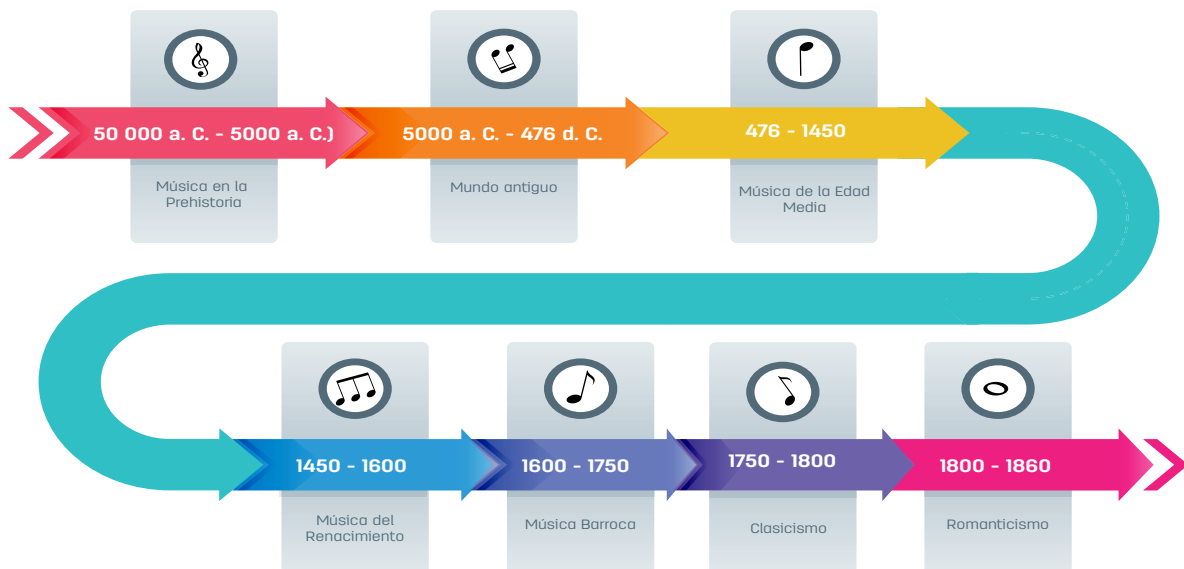 50 000 a. C. - 5000 a. C.)
5000 a. C. - 476 d. C.
476 - 1450
Música en la
Prehistoria
Mundo antiguo
Música de la Edad
Media
1450 - 1600
1600 - 1750
1750 - 1800
1800 - 1860
Música del
Renacimiento
Música Barroca
Clasicismo
Romanticismo